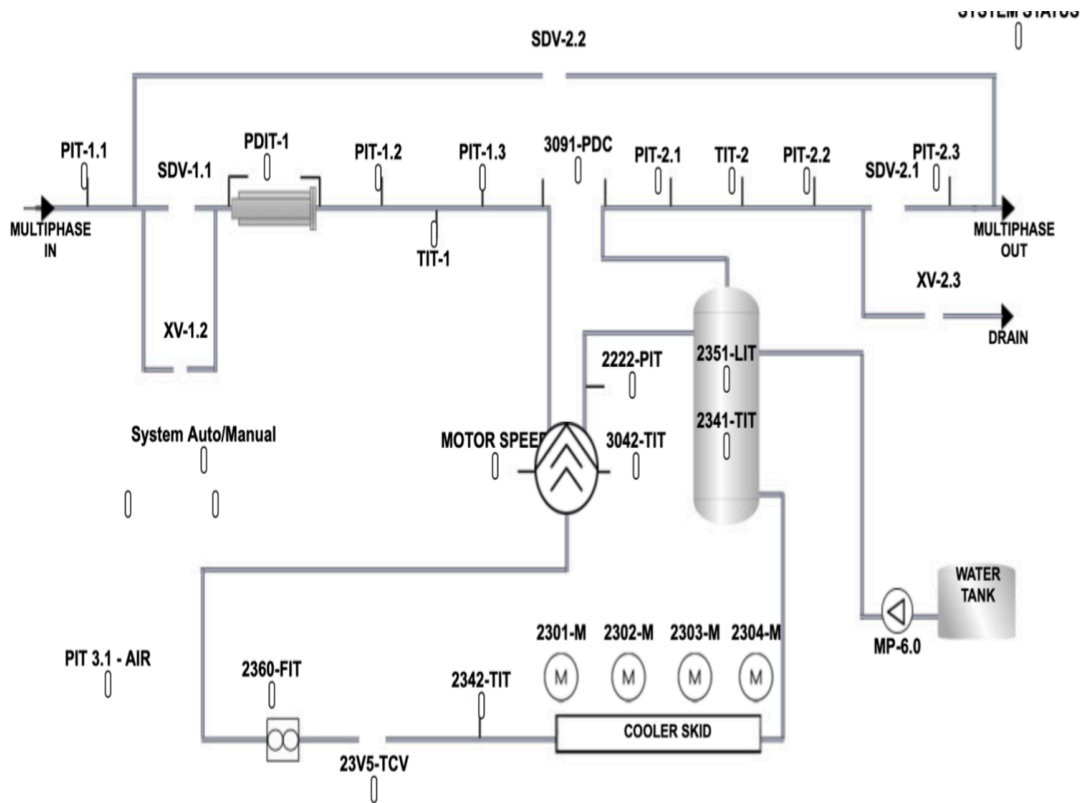 SYSTEM STATUS
SDV-2.2
PIT-1.1
SDV-1.1
PDIT-1
PIT-1.2
PIT-1.3
3091-PDC
PIT-2.1
TIT-2
PIT-2.2
SDV-2.1
PIT-2.3
MULTIPHASE
IN
TIT-1
MULTIPHASE
OUT
XV-2.3
DRAIN
XV-1.2
2222-PIT
2351-LIT
2341-TIT
System Auto/Manual
MOTOR SPEED
3042-TIT
WATER
TANK
MP-6.0
2301-M
2302-M
2303-M
2304-M
M
M
M
M
PIT 3.1 - AIR
2360-FIT
2342-TIT
COOLER SKID
23V5-TCV